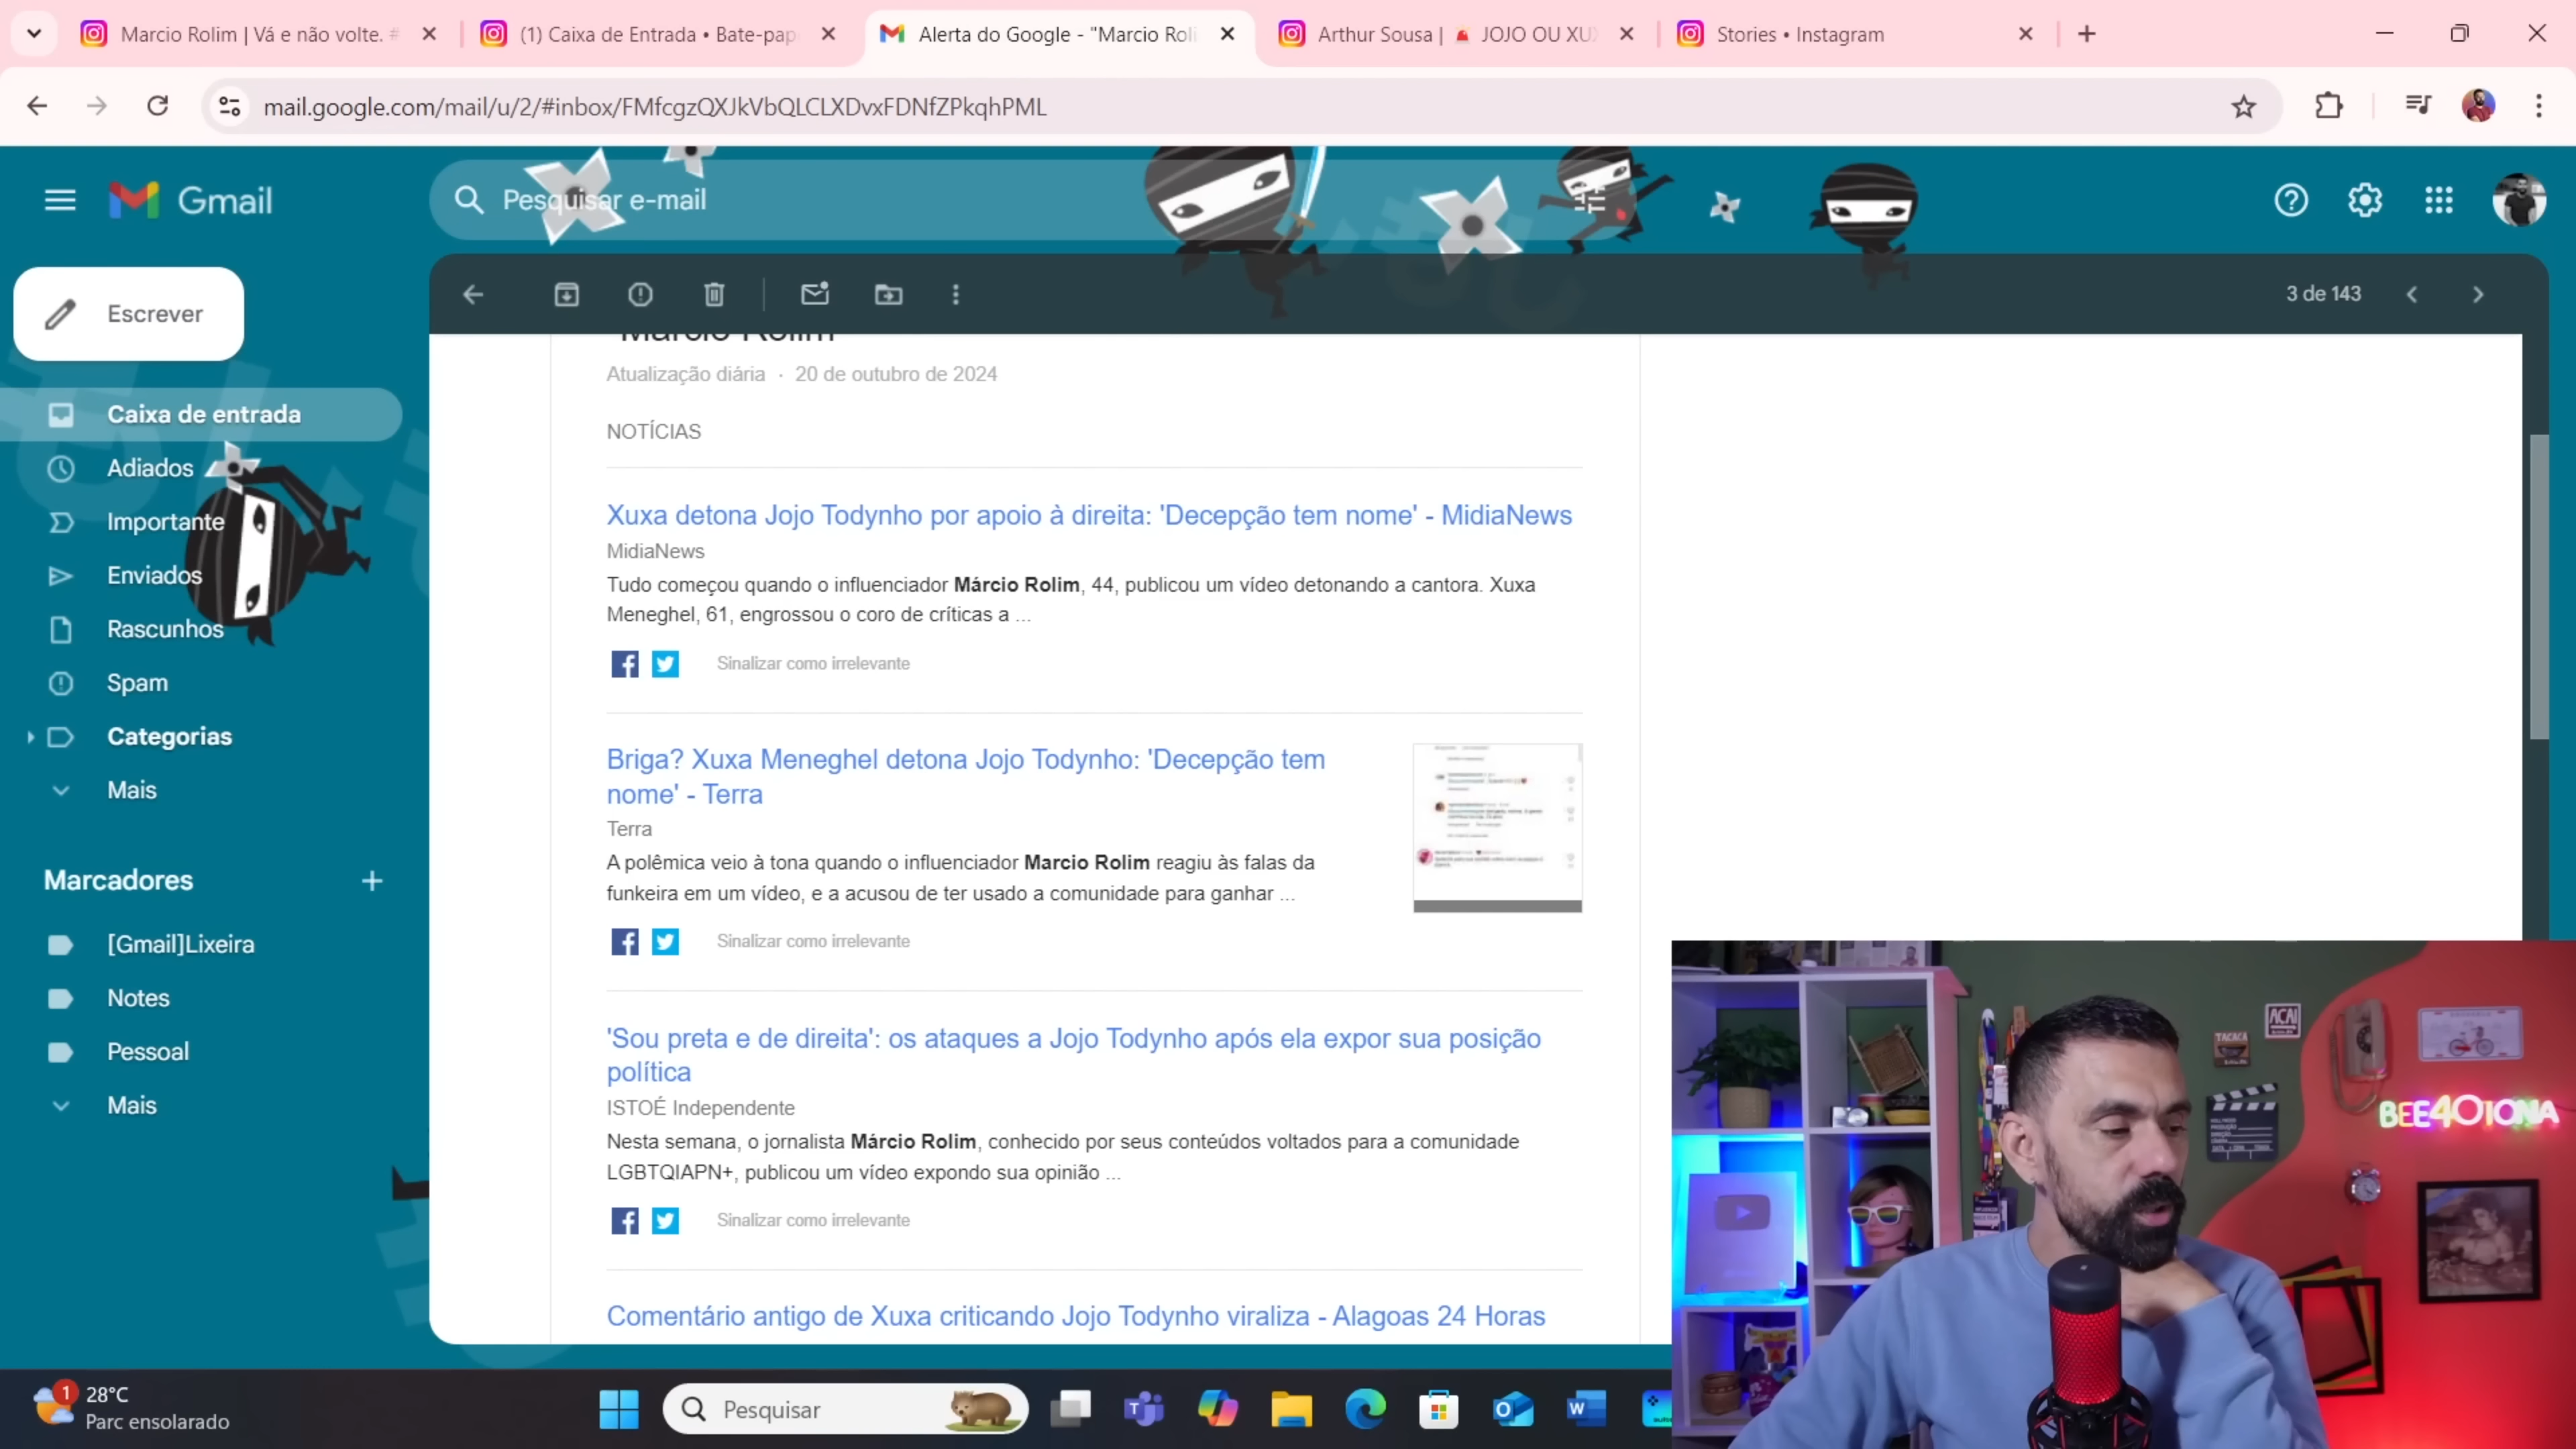 Marcio Rolim | Vá e não volte. #
(1) Caixa de Entrada • Bate-pap
Alerta do Google - "Marcio Roli
Arthur Sousa | 🚨 JOJO OU XUX
Stories • Instagram
mail.google.com/mail/u/2/#inbox/FMfcgzQXJkVbQLCLXDvxFDNfZPkqhPML
Gmail
Pesquisar e-mail
Escrever
3 de 143
Caixa de entrada
Adiados
Importante
Enviados
Rascunhos
Spam
Categorias
Mais
Marcadores
[Gmail]Lixeira
Notes
Pessoal
Mais
"Marcio Rolim"
Atualização diária · 20 de outubro de 2024
NOTÍCIAS
Xuxa detona Jojo Todynho por apoio à direita: 'Decepção tem nome' - MidiaNews
MidiaNews
Tudo começou quando o influenciador Márcio Rolim, 44, publicou um vídeo detonando a cantora. Xuxa
Meneghel, 61, engrossou o coro de críticas a ...
Sinalizar como irrelevante
Briga? Xuxa Meneghel detona Jojo Todynho: 'Decepção tem
nome' - Terra
Terra
A polêmica veio à tona quando o influenciador Marcio Rolim reagiu às falas da
funkeira em um vídeo, e a acusou de ter usado a comunidade para ganhar ...
Sinalizar como irrelevante
'Sou preta e de direita': os ataques a Jojo Todynho após ela expor sua posição
política
ISTOÉ Independente
Nesta semana, o jornalista Márcio Rolim, conhecido por seus conteúdos voltados para a comunidade
LGBTQIAPN+, publicou um vídeo expondo sua opinião ...
Sinalizar como irrelevante
Comentário antigo de Xuxa criticando Jojo Todynho viraliza - Alagoas 24 Horas
AÇAÍ
TACACÁ
BEE40TONA
1
28°C
Parc ensolarado
Pesquisar